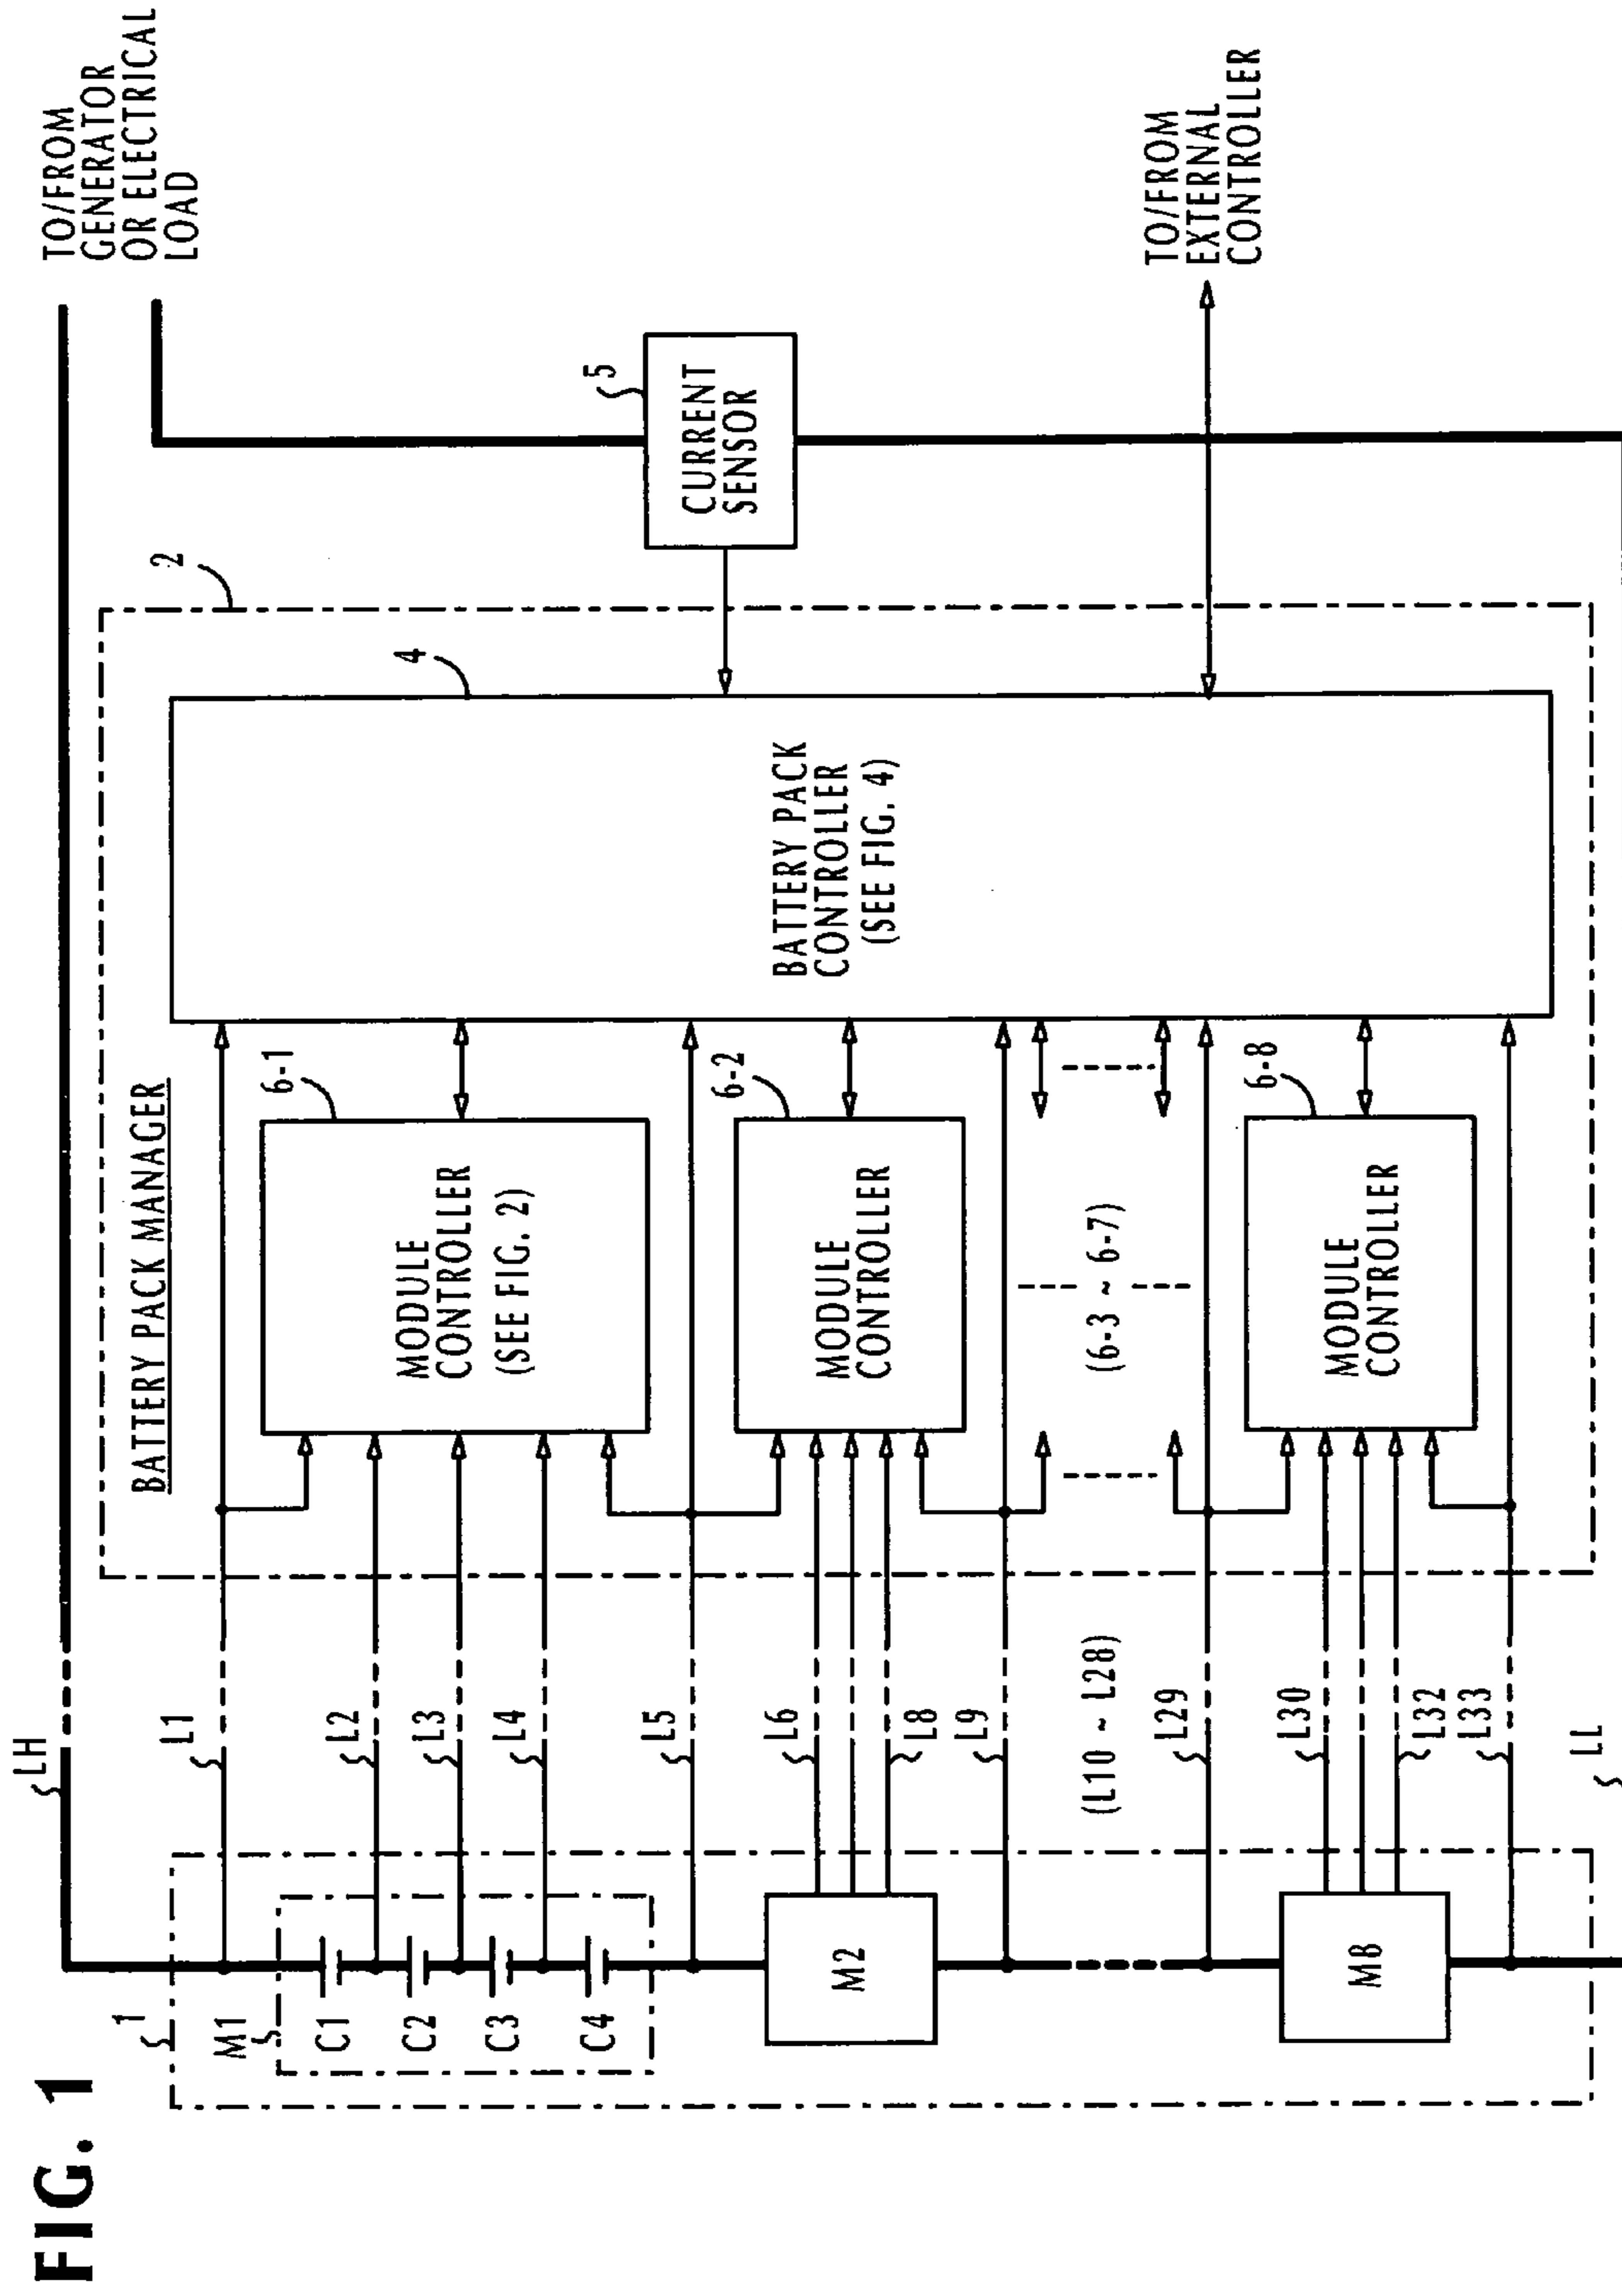 FIG. 1
LH
TO/FROM
GENERATOR
OR ELECTRICAL
LOAD
1
M1
C1
C2
C3
C4
M2
M8
L1
L2
L3
L4
L5
L6
L8
L9
(L10 ~ L28)
L29
L30
L32
L33
LL
BATTERY PACK MANAGER
2
6-1
MODULE
CONTROLLER
(SEE FIG. 2)
6-2
MODULE
CONTROLLER
(6-3 ~ 6-7)
6-8
MODULE
CONTROLLER
4
BATTERY PACK
CONTROLLER
(SEE FIG. 4)
5
CURRENT
SENSOR
TO/FROM
EXTERNAL
CONTROLLER